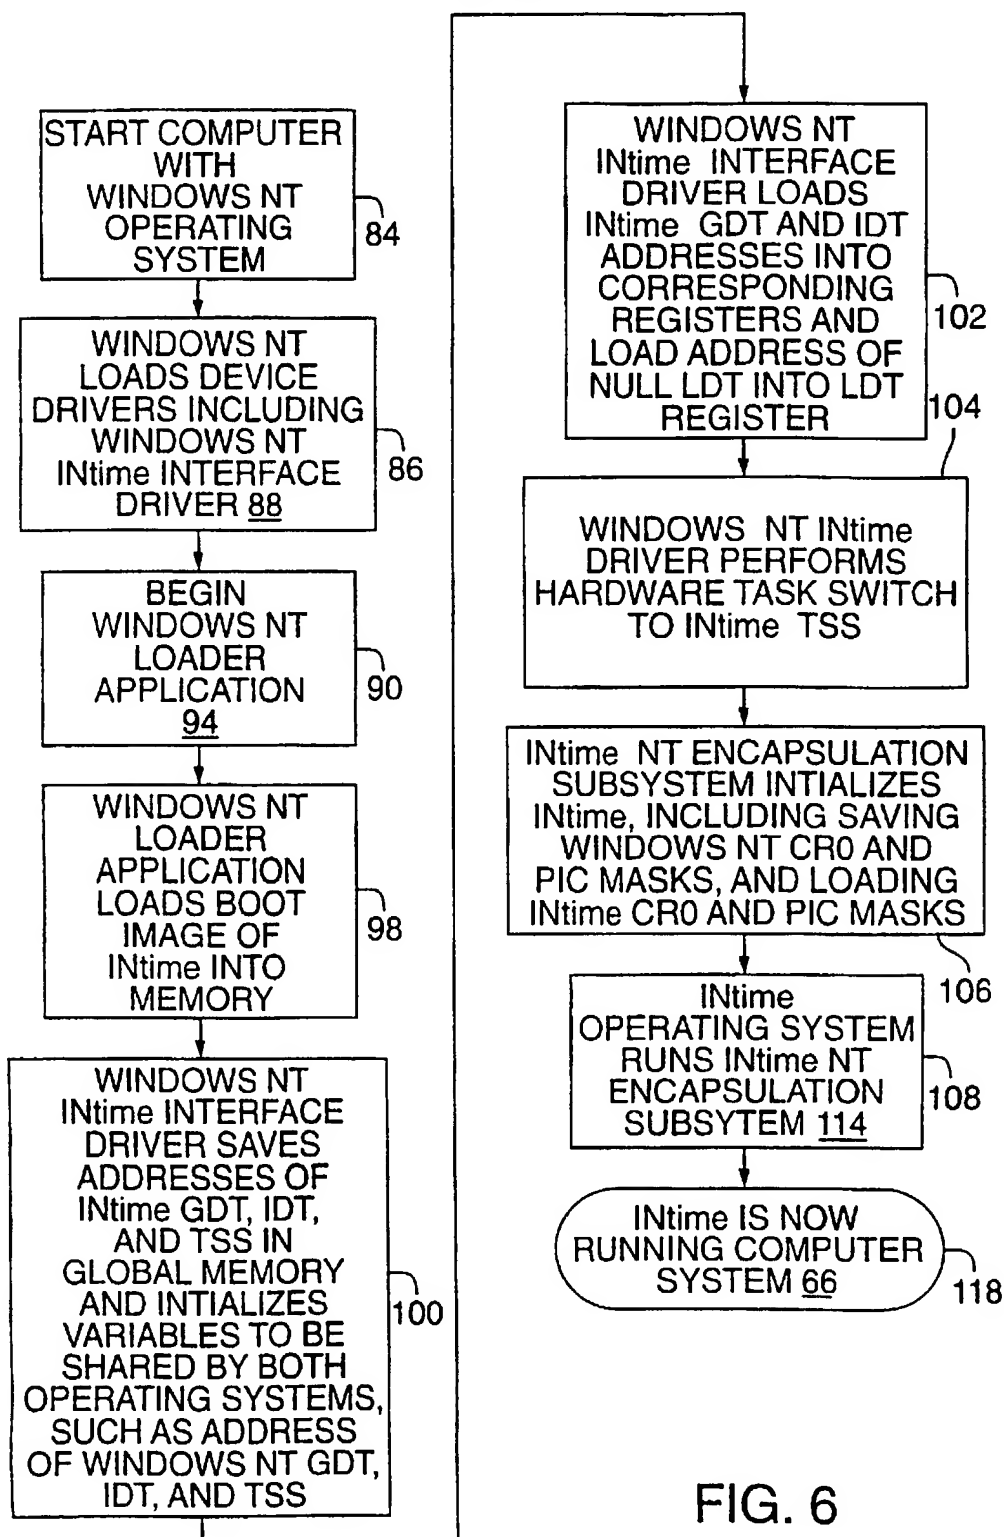 START COMPUTER
WITH
WINDOWS NT
OPERATING
SYSTEM
84
WINDOWS NT
LOADS DEVICE
DRIVERS INCLUDING
WINDOWS NT
INtime INTERFACE
DRIVER 88
86
BEGIN
WINDOWS NT
LOADER
APPLICATION
94
90
WINDOWS NT
LOADER
APPLICATION
LOADS BOOT
IMAGE OF
INtime INTO
MEMORY
98
WINDOWS NT
INtime INTERFACE
DRIVER SAVES
ADDRESSES OF
INtime GDT, IDT,
AND TSS IN
GLOBAL MEMORY
AND INTIALIZES
VARIABLES TO BE
SHARED BY BOTH
OPERATING SYSTEMS,
SUCH AS ADDRESS
OF WINDOWS NT GDT,
IDT, AND TSS
100
WINDOWS NT
INtime INTERFACE
DRIVER LOADS
INtime GDT AND IDT
ADDRESSES INTO
CORRESPONDING
REGISTERS AND
LOAD ADDRESS OF
NULL LDT INTO LDT
REGISTER
102
104
WINDOWS NT INtime
DRIVER PERFORMS
HARDWARE TASK SWITCH
TO INtime TSS
INtime NT ENCAPSULATION
SUBSYSTEM INTIALIZES
INtime, INCLUDING SAVING
WINDOWS NT CR0 AND
PIC MASKS, AND LOADING
INtime CR0 AND PIC MASKS
106
INtime
OPERATING SYSTEM
RUNS INtime NT
ENCAPSULATION
SUBSYTEM 114
108
INtime IS NOW
RUNNING COMPUTER
SYSTEM 66
118
FIG. 6